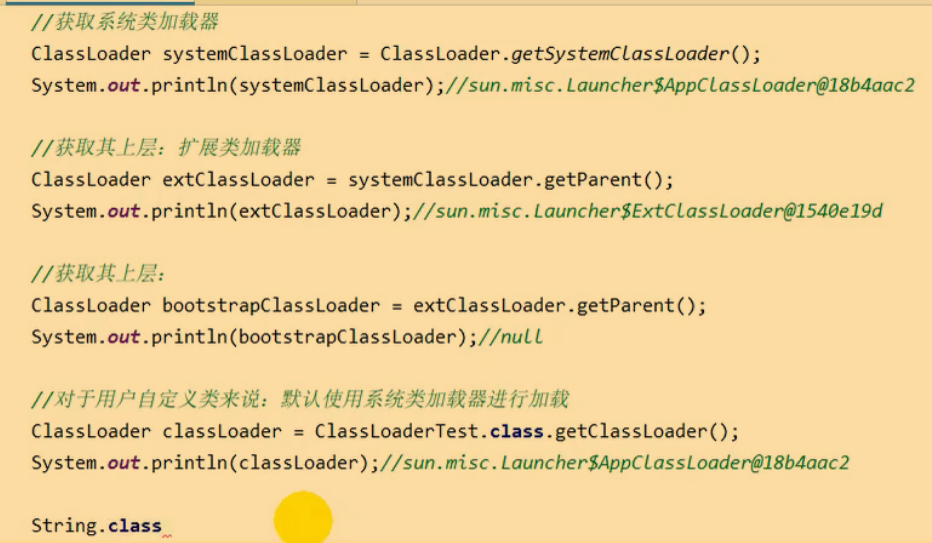 //获取系统类加载器
ClassLoader systemClassLoader = ClassLoader.getSystemClassLoader();
System.out.println(systemClassLoader);//sun.misc.Launcher$AppClassLoader@18b4aac2
//获取其上层：扩展类加载器
ClassLoader extClassLoader = systemClassLoader.getParent();
System.out.println(extClassLoader);//sun.misc.Launcher$ExtClassLoader@1540e19d
//获取其上层：
ClassLoader bootstrapClassLoader = extClassLoader.getParent();
System.out.println(bootstrapClassLoader);//null
//对于用户自定义类来说：默认使用系统类加载器进行加载
ClassLoader classLoader = ClassLoaderTest.class.getClassLoader();
System.out.println(classLoader);//sun.misc.Launcher$AppClassLoader@18b4aac2
String.class